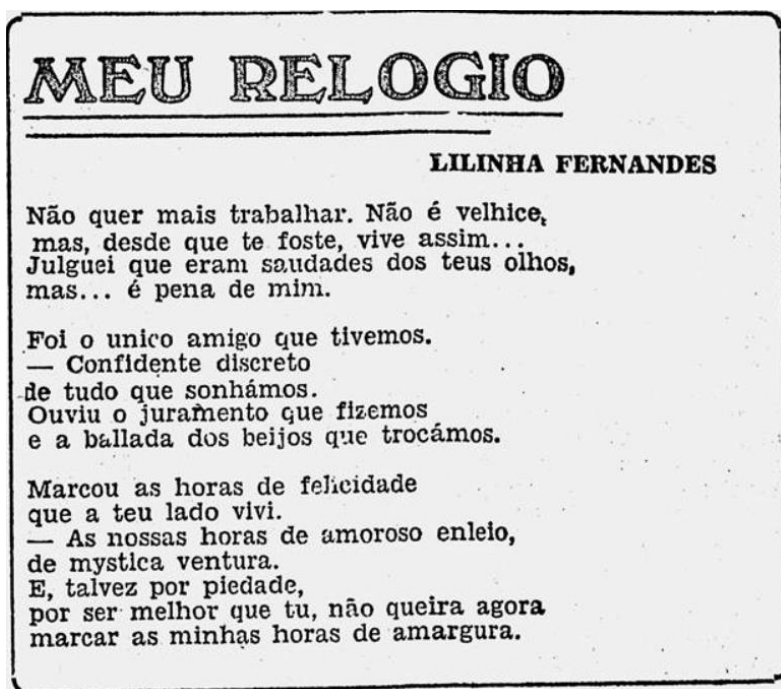 MEU RELOGIO
LILINHA FERNANDES
Não quer mais trabalhar. Não é velhice,
mas, desde que te foste, vive assim...
Julguei que eram saudades dos teus olhos,
mas... é pena de mim.
Foi o unico amigo que tivemos.
— Confidente discreto
de tudo que sonhámos.
Ouviu o juramento que fizemos
e a ballada dos beijos que trocámos.
Marcou as horas de felicidade
que a teu lado vivi.
— As nossas horas de amoroso enleio,
de mystica ventura.
E, talvez por piedade,
por ser melhor que tu, não queira agora
marcar as minhas horas de amargura.